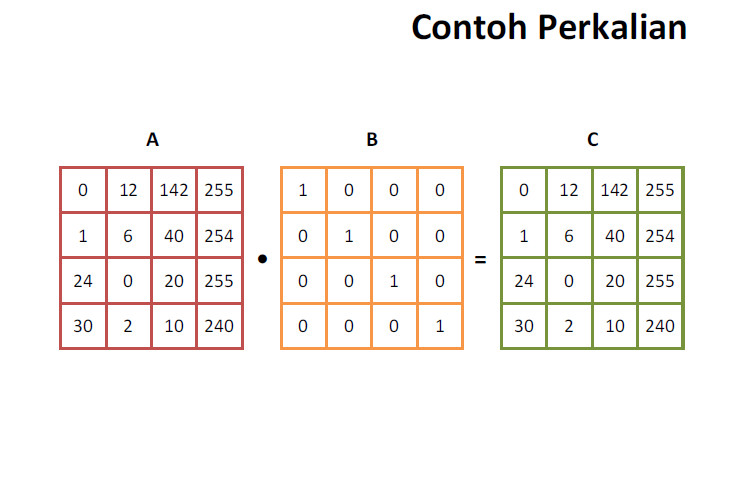 Contoh Perkalian
A B C
0 12 142 255 1 0 0 0 0 12 142 255
1 6 40 254 0 1 0 0 1 6 40 254
• =
24 0 20 255 0 0 1 0 24 0 20 255
30 2 10 240 0 0 0 1 30 2 10 240